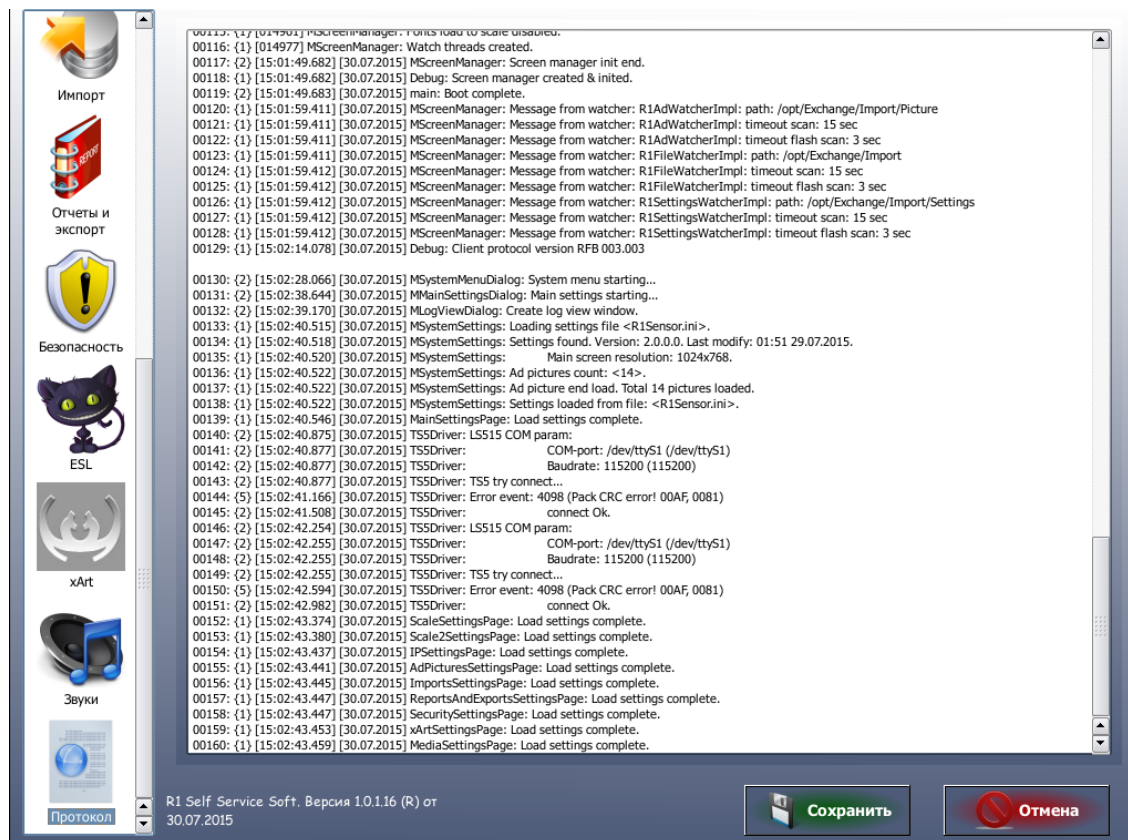 Импорт
REPORT
Отчеты и
экспорт
Безопасность
ESL
xArt
Звуки
Протокол
00115: {1} [014961] MScreenManager: Fonts load to scale disabled.
00116: {1} [014977] MScreenManager: Watch threads created.
00117: {2} [15:01:49.682] [30.07.2015] MScreenManager: Screen manager init end.
00118: {1} [15:01:49.682] [30.07.2015] Debug: Screen manager created & inited.
00119: {2} [15:01:49.683] [30.07.2015] main: Boot complete.
00120: {1} [15:01:59.411] [30.07.2015] MScreenManager: Message from watcher: R1AdWatcherImpl: path: /opt/Exchange/Import/Picture
00121: {1} [15:01:59.411] [30.07.2015] MScreenManager: Message from watcher: R1AdWatcherImpl: timeout scan: 15 sec
00122: {1} [15:01:59.411] [30.07.2015] MScreenManager: Message from watcher: R1AdWatcherImpl: timeout flash scan: 3 sec
00123: {1} [15:01:59.411] [30.07.2015] MScreenManager: Message from watcher: R1FileWatcherImpl: path: /opt/Exchange/Import
00124: {1} [15:01:59.412] [30.07.2015] MScreenManager: Message from watcher: R1FileWatcherImpl: timeout scan: 15 sec
00125: {1} [15:01:59.412] [30.07.2015] MScreenManager: Message from watcher: R1FileWatcherImpl: timeout flash scan: 3 sec
00126: {1} [15:01:59.412] [30.07.2015] MScreenManager: Message from watcher: R1SettingsWatcherImpl: path: /opt/Exchange/Import/Settings
00127: {1} [15:01:59.412] [30.07.2015] MScreenManager: Message from watcher: R1SettingsWatcherImpl: timeout scan: 15 sec
00128: {1} [15:01:59.412] [30.07.2015] MScreenManager: Message from watcher: R1SettingsWatcherImpl: timeout flash scan: 3 sec
00129: {1} [15:02:14.078] [30.07.2015] Debug: Client protocol version RFB 003.003
00130: {2} [15:02:28.066] [30.07.2015] MSystemMenuDialog: System menu starting...
00131: {2} [15:02:38.644] [30.07.2015] MMainSettingsDialog: Main settings starting...
00132: {2} [15:02:39.170] [30.07.2015] MLogViewDialog: Create log view window.
00133: {1} [15:02:40.515] [30.07.2015] MSystemSettings: Loading settings file <R1Sensor.ini>.
00134: {1} [15:02:40.518] [30.07.2015] MSystemSettings: Settings found. Version: 2.0.0.0. Last modify: 01:51 29.07.2015.
00135: {1} [15:02:40.520] [30.07.2015] MSystemSettings: Main screen resolution: 1024x768.
00136: {1} [15:02:40.522] [30.07.2015] MSystemSettings: Ad pictures count: <14>.
00137: {1} [15:02:40.522] [30.07.2015] MSystemSettings: Ad picture end load. Total 14 pictures loaded.
00138: {1} [15:02:40.522] [30.07.2015] MSystemSettings: Settings loaded from file: <R1Sensor.ini>.
00139: {1} [15:02:40.546] [30.07.2015] MainSettingsPage: Load settings complete.
00140: {2} [15:02:40.875] [30.07.2015] TS5Driver: LS515 COM param:
00141: {2} [15:02:40.877] [30.07.2015] TS5Driver: COM-port: /dev/ttyS1 (/dev/ttyS1)
00142: {2} [15:02:40.877] [30.07.2015] TS5Driver: Baudrate: 115200 (115200)
00143: {2} [15:02:40.877] [30.07.2015] TS5Driver: TS5 try connect...
00144: {5} [15:02:41.166] [30.07.2015] TS5Driver: Error event: 4098 (Pack CRC error! 00AF, 0081)
00145: {2} [15:02:41.508] [30.07.2015] TS5Driver: connect Ok.
00146: {2} [15:02:42.254] [30.07.2015] TS5Driver: LS515 COM param:
00147: {2} [15:02:42.255] [30.07.2015] TS5Driver: COM-port: /dev/ttyS1 (/dev/ttyS1)
00148: {2} [15:02:42.255] [30.07.2015] TS5Driver: Baudrate: 115200 (115200)
00149: {2} [15:02:42.255] [30.07.2015] TS5Driver: TS5 try connect...
00150: {5} [15:02:42.594] [30.07.2015] TS5Driver: Error event: 4098 (Pack CRC error! 00AF, 0081)
00151: {2} [15:02:42.982] [30.07.2015] TS5Driver: connect Ok.
00152: {1} [15:02:43.374] [30.07.2015] ScaleSettingsPage: Load settings complete.
00153: {1} [15:02:43.380] [30.07.2015] Scale2SettingsPage: Load settings complete.
00154: {1} [15:02:43.437] [30.07.2015] IPSettingsPage: Load settings complete.
00155: {1} [15:02:43.441] [30.07.2015] AdPicturesSettingsPage: Load settings complete.
00156: {1} [15:02:43.445] [30.07.2015] ImportsSettingsPage: Load settings complete.
00157: {1} [15:02:43.447] [30.07.2015] ReportsAndExportsSettingsPage: Load settings complete.
00158: {1} [15:02:43.447] [30.07.2015] SecuritySettingsPage: Load settings complete.
00159: {1} [15:02:43.453] [30.07.2015] xArtSettingsPage: Load settings complete.
00160: {1} [15:02:43.459] [30.07.2015] MediaSettingsPage: Load settings complete.
R1 Self Service Soft. Версия 1.0.1.16 (R) от
30.07.2015
Сохранить
Отмена